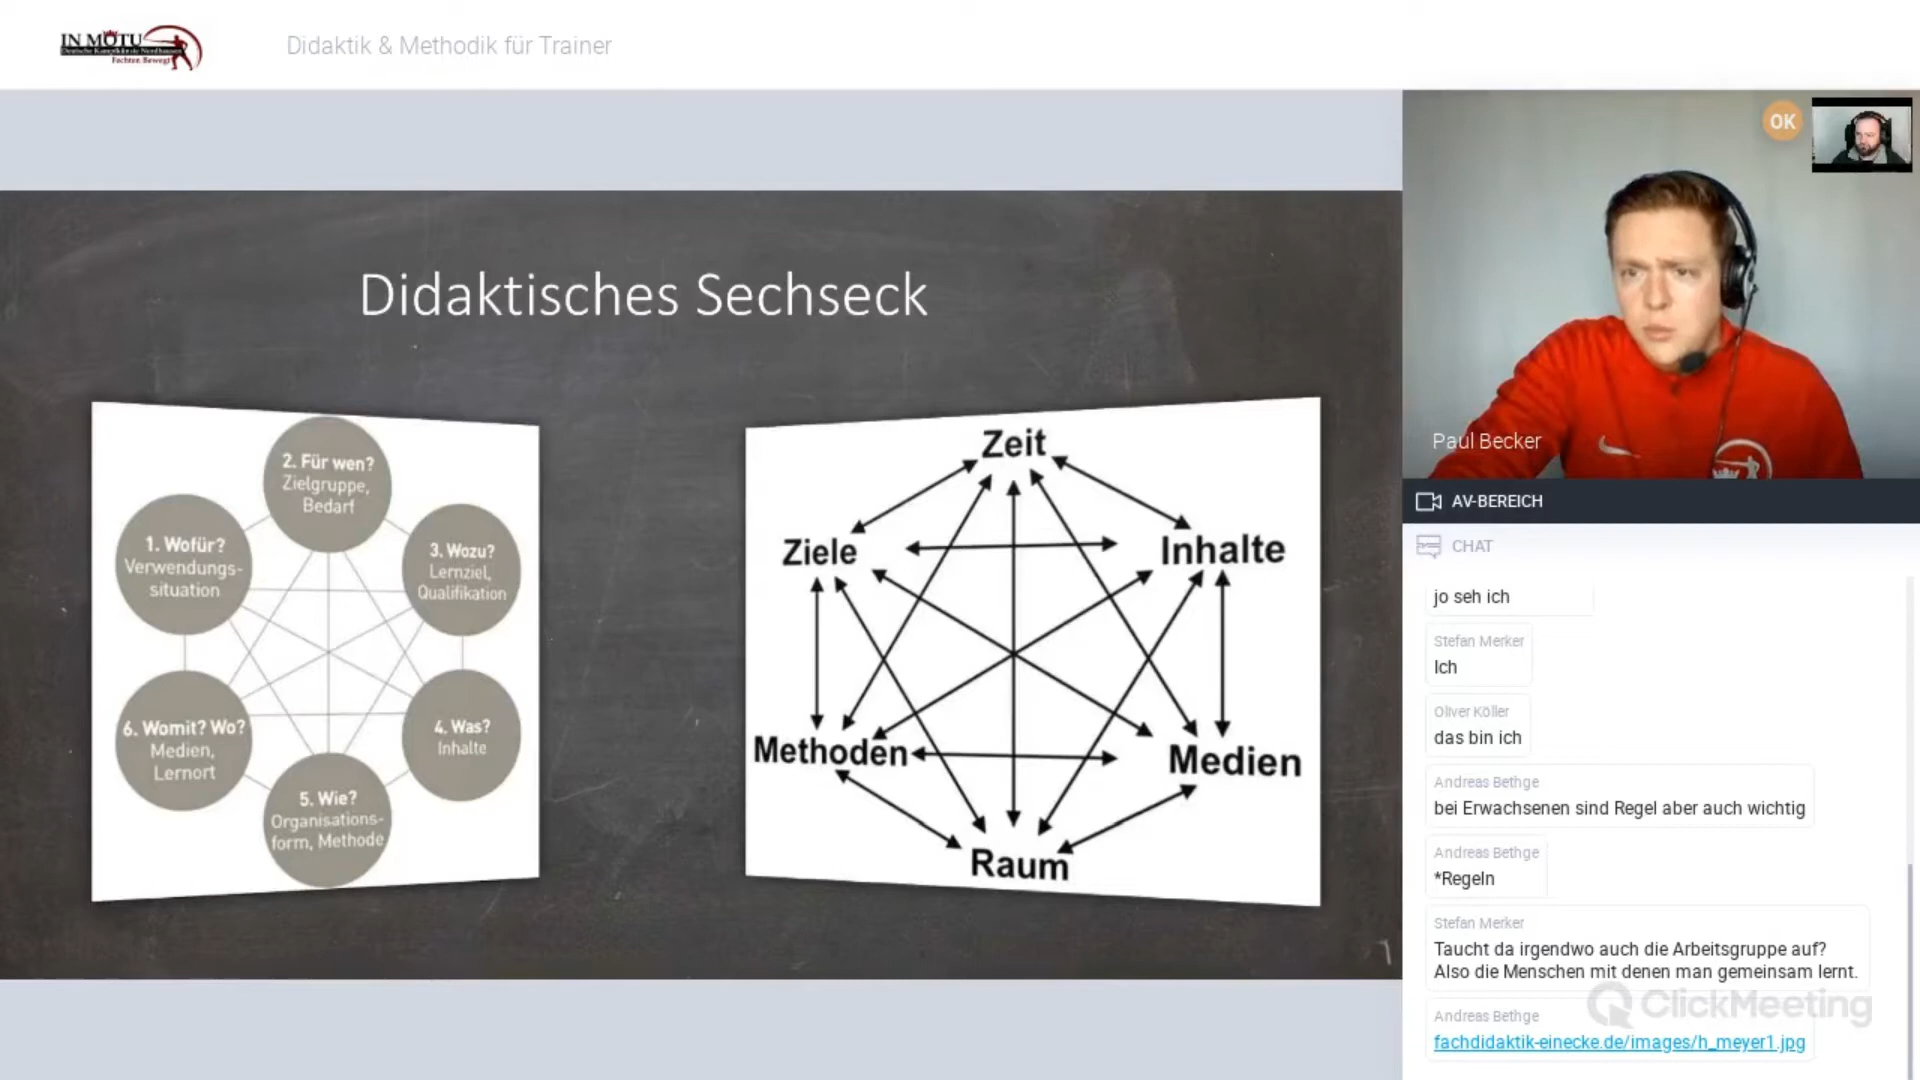 IN MOTU
Deutsche Kampfkünste Nordhausen
Fechten Bewegt
Didaktik & Methodik für Trainer
Didaktisches Sechseck
2. Für wen?
Zielgruppe,
Bedarf
1. Wofür?
Verwendungs-
situation
3. Wozu?
Lernziel,
Qualifikation
6. Womit? Wo?
Medien,
Lernort
4. Was?
Inhalte
5. Wie?
Organisations-
form, Methode
Zeit
Ziele
Inhalte
Methoden
Medien
Raum
OK
Paul Becker
AV-BEREICH
CHAT
jo seh ich
Stefan Merker
Ich
Oliver Köller
das bin ich
Andreas Bethge
bei Erwachsenen sind Regel aber auch wichtig
Andreas Bethge
*Regeln
Stefan Merker
Taucht da irgendwo auch die Arbeitsgruppe auf?
Also die Menschen mit denen man gemeinsam lernt.
ClickMeeting
Andreas Bethge
fachdidaktik-einecke.de/images/h_meyer1.jpg